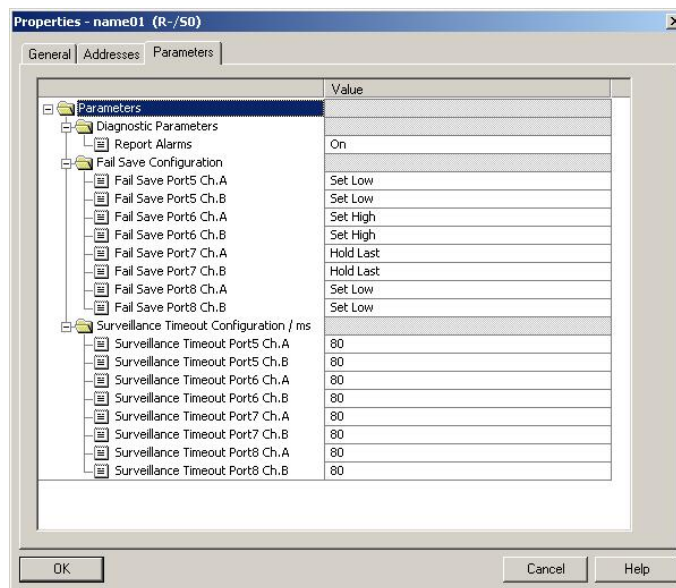 Properties - name01 (R-/S0)
General Addresses Parameters
Value
Parameters
Diagnostic Parameters
Report Alarms On
Fail Save Configuration
Fail Save Port5 Ch.A Set Low
Fail Save Port5 Ch.B Set Low
Fail Save Port6 Ch.A Set High
Fail Save Port6 Ch.B Set High
Fail Save Port7 Ch.A Hold Last
Fail Save Port7 Ch.B Hold Last
Fail Save Port8 Ch.A Set Low
Fail Save Port8 Ch.B Set Low
Surveillance Timeout Configuration / ms
Surveillance Timeout Port5 Ch.A 80
Surveillance Timeout Port5 Ch.B 80
Surveillance Timeout Port6 Ch.A 80
Surveillance Timeout Port6 Ch.B 80
Surveillance Timeout Port7 Ch.A 80
Surveillance Timeout Port7 Ch.B 80
Surveillance Timeout Port8 Ch.A 80
Surveillance Timeout Port8 Ch.B 80
OK Cancel Help